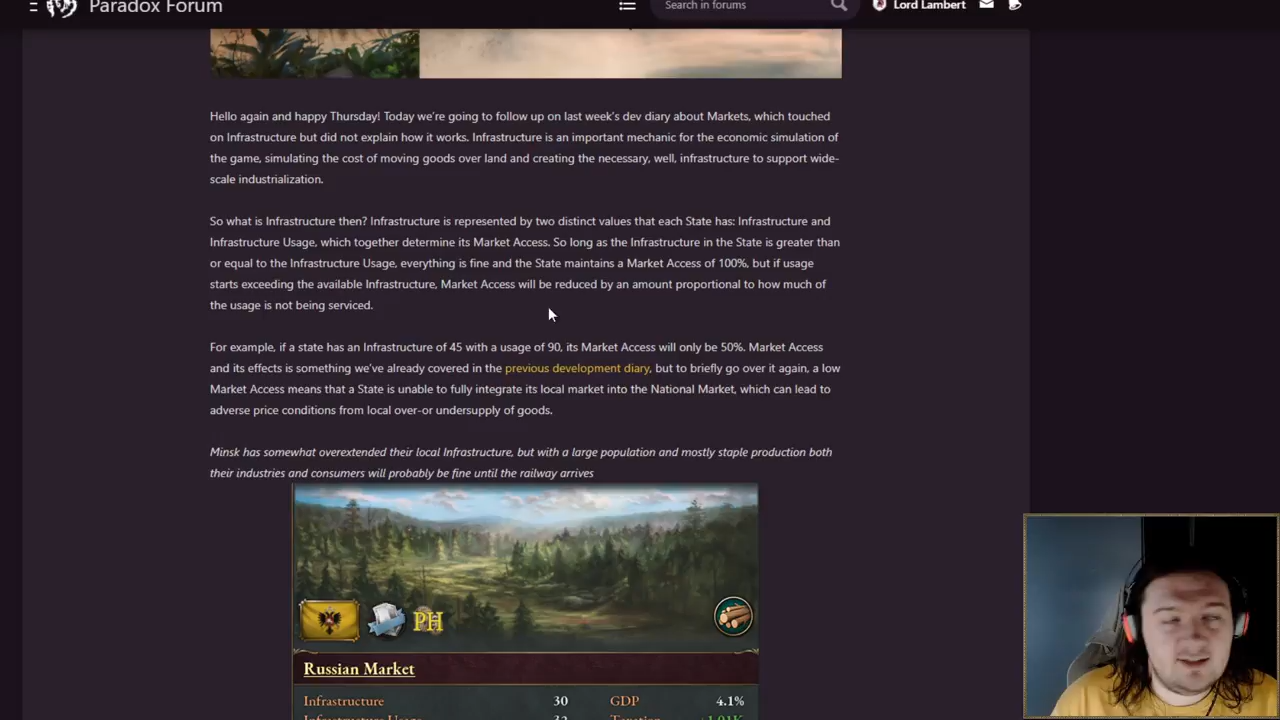 Paradox Forum
Search in forums
Lord Lambert
Hello again and happy Thursday! Today we're going to follow up on last week's dev diary about Markets, which touched
on Infrastructure but did not explain how it works. Infrastructure is an important mechanic for the economic simulation of
the game, simulating the cost of moving goods over land and creating the necessary, well, infrastructure to support wide-
scale industrialization.
So what is Infrastructure then? Infrastructure is represented by two distinct values that each State has: Infrastructure and
Infrastructure Usage, which together determine its Market Access. So long as the Infrastructure in the State is greater than
or equal to the Infrastructure Usage, everything is fine and the State maintains a Market Access of 100%, but if usage
starts exceeding the available Infrastructure, Market Access will be reduced by an amount proportional to how much of
the usage is not being serviced.
For example, if a state has an Infrastructure of 45 with a usage of 90, its Market Access will only be 50%. Market Access
and its effects is something we've already covered in the previous development diary, but to briefly go over it again, a low
Market Access means that a State is unable to fully integrate its local market into the National Market, which can lead to
adverse price conditions from local over-or undersupply of goods.
Minsk has somewhat overextended their local Infrastructure, but with a large population and mostly staple production both
their industries and consumers will probably be fine until the railway arrives
PH
Russian Market
Infrastructure 30 GDP 4.1%
Infrastructure Usage 32 Taxation +1.01K